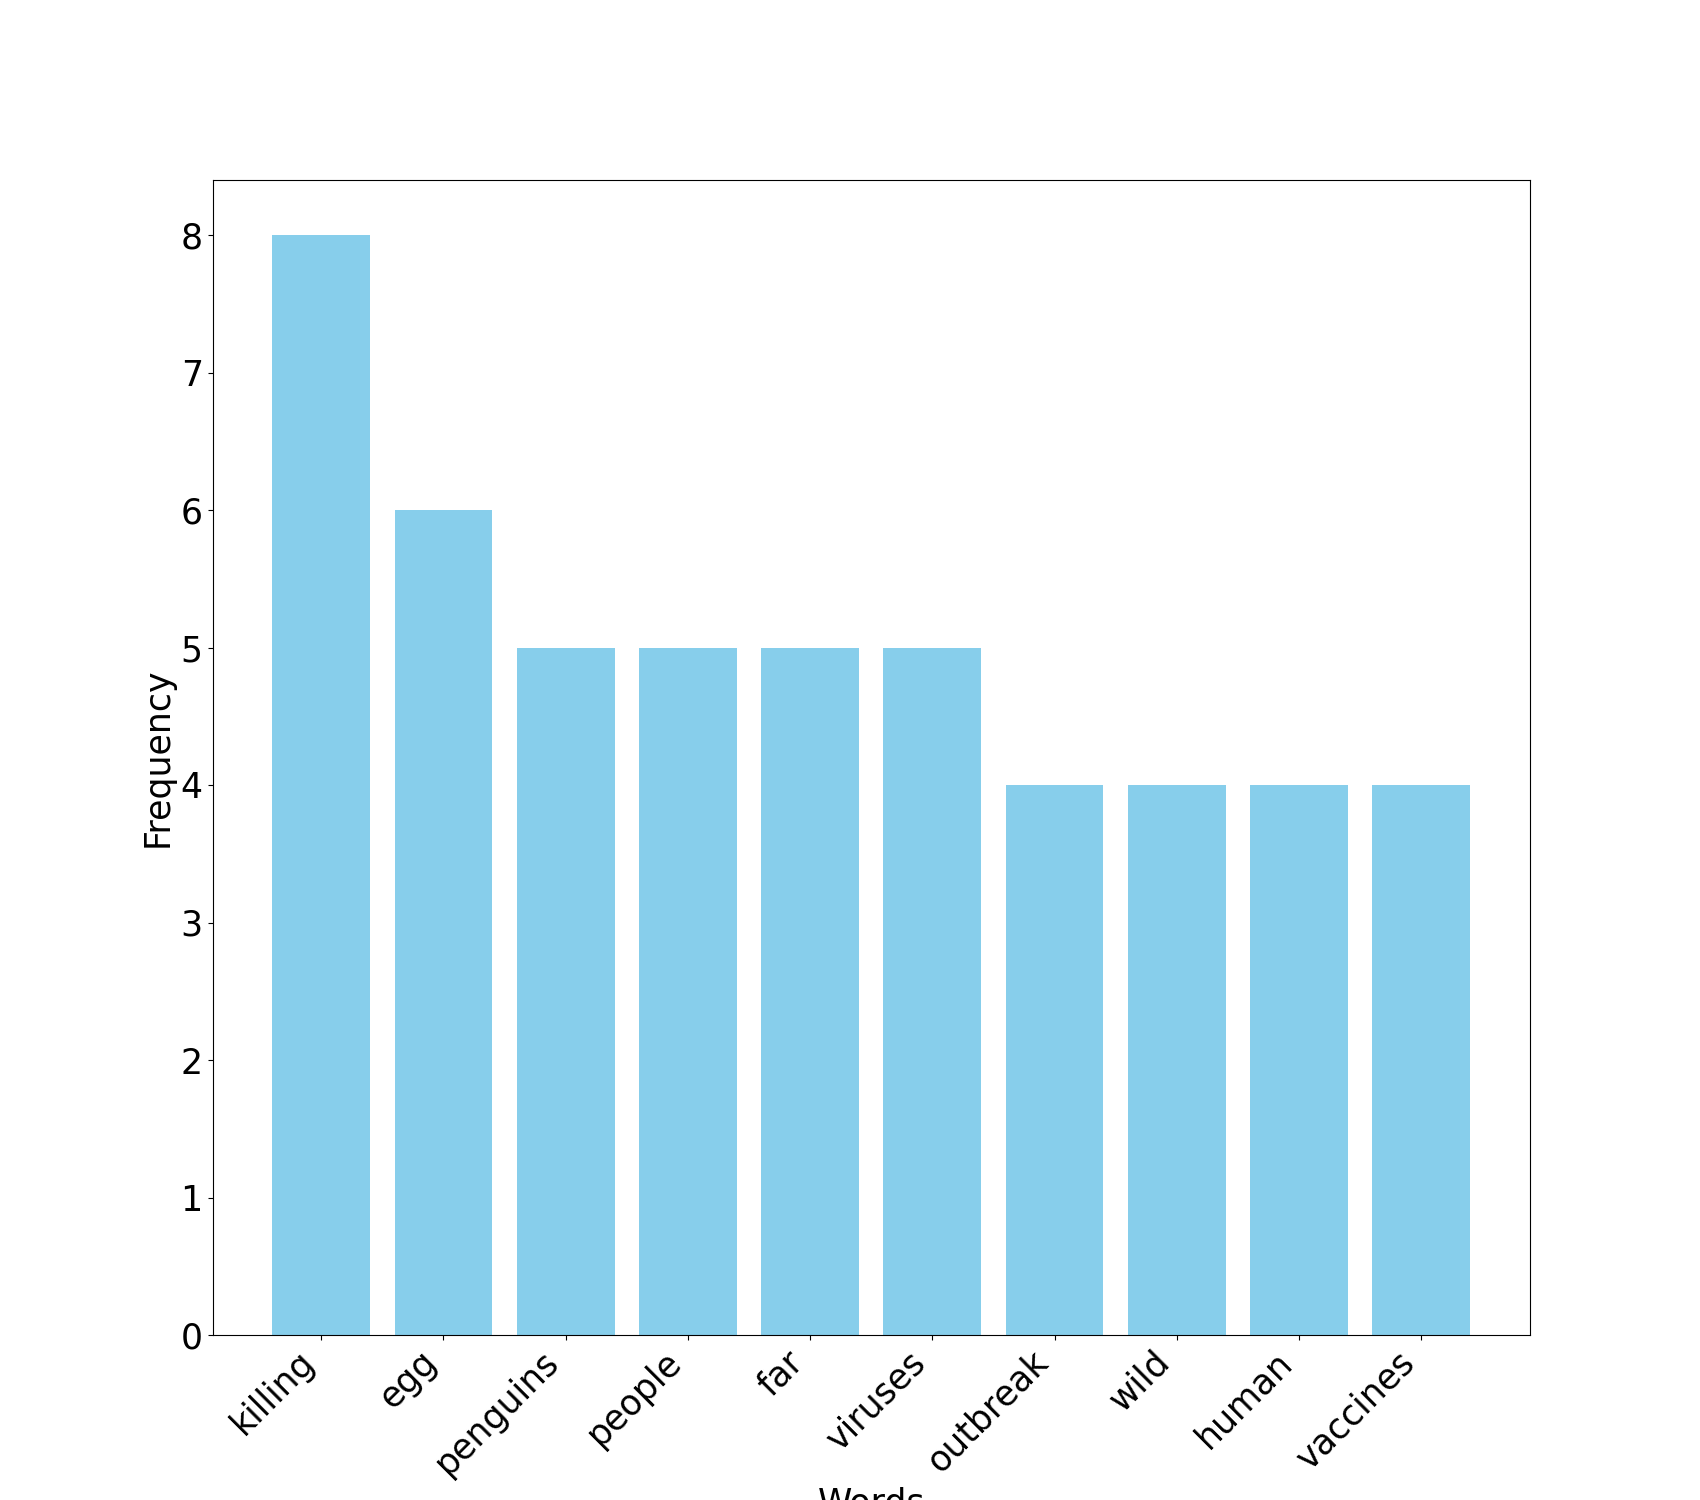 8
7
6
5
4
3
2
1
0
Frequency
killing
egg
penguins
people
far
viruses
outbreak
wild
human
vaccines
Words